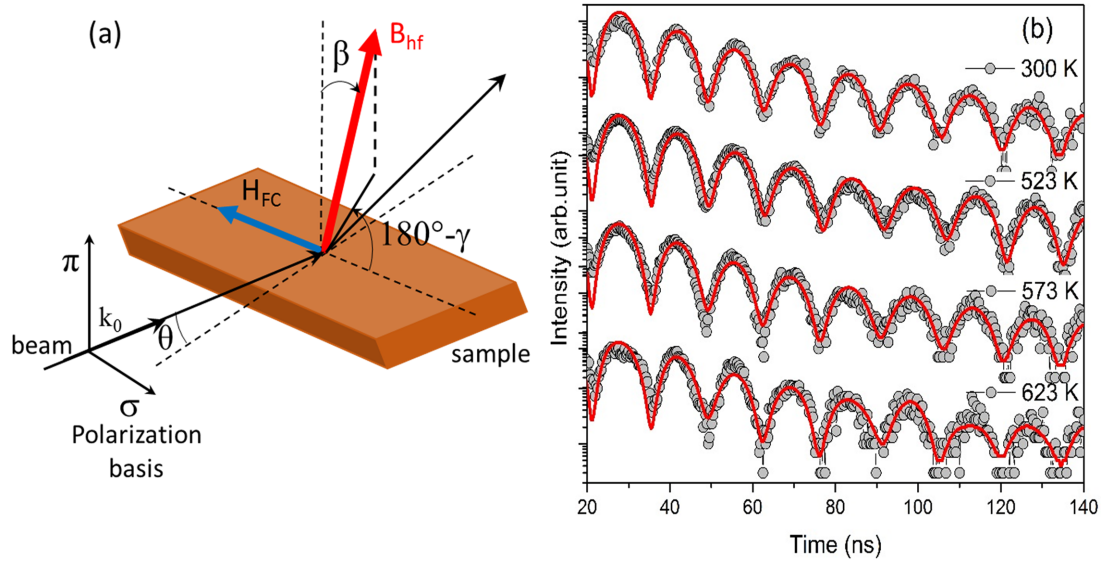 (a)
B_hf
β
H_FC
180°-γ
π
k_0
beam
θ
σ
sample
Polarization
basis
(b)
300 K
523 K
573 K
623 K
Intensity (arb.unit)
20 40 60 80 100 120 140
Time (ns)